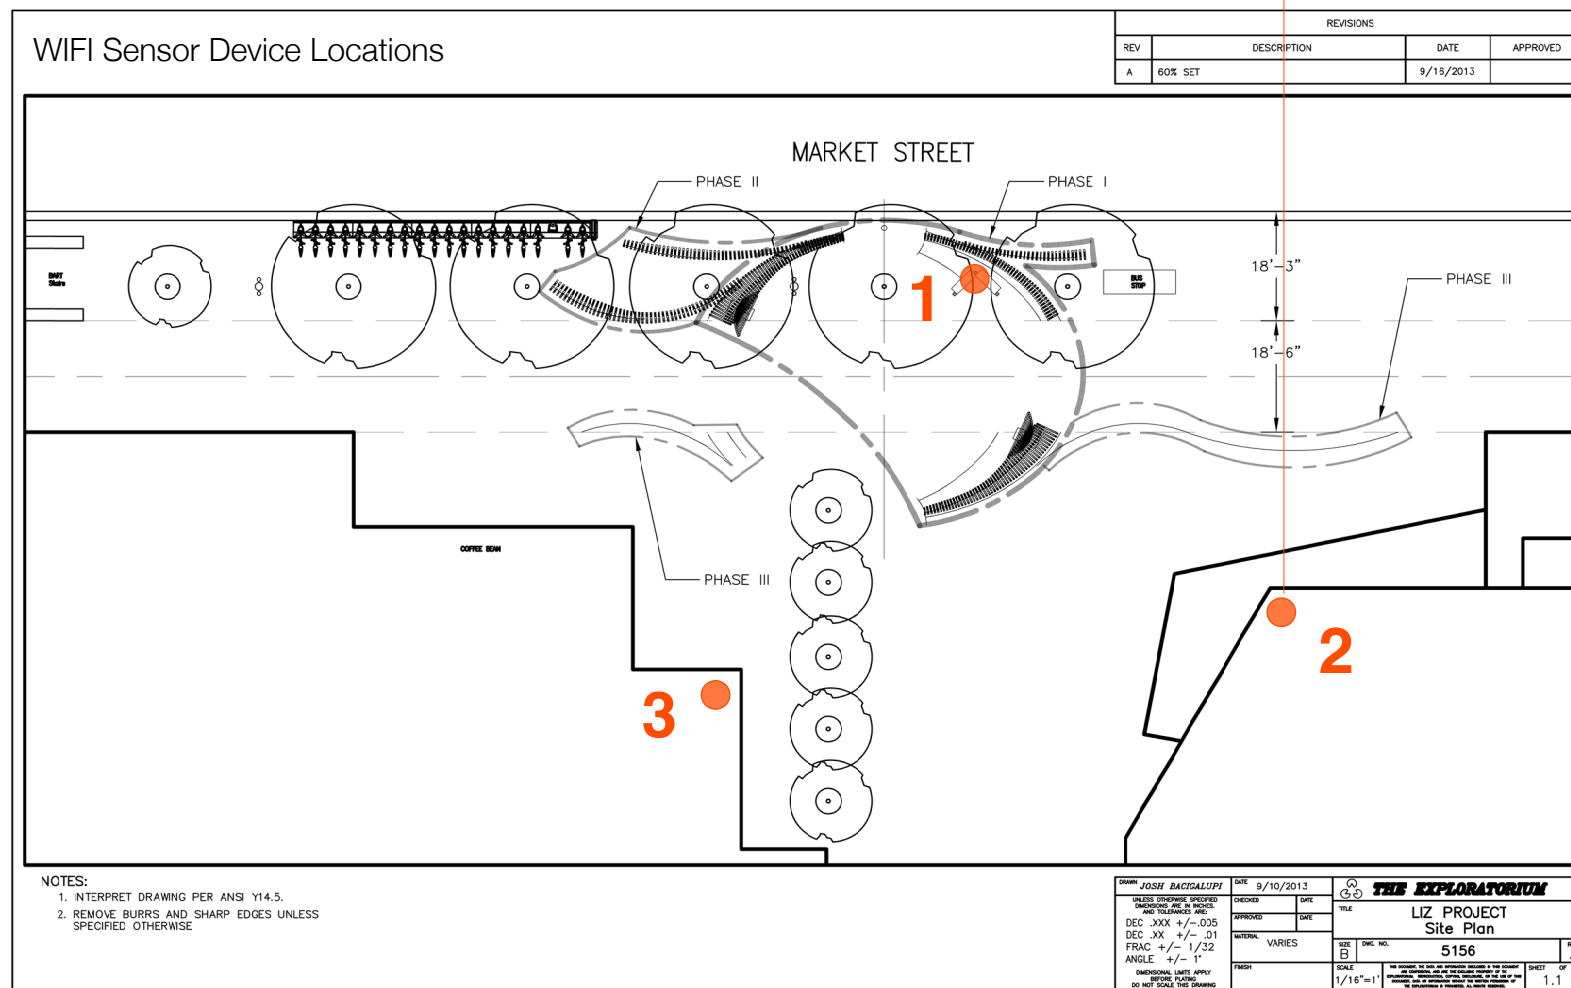 WIFI Sensor Device Locations
REVISIONS
REV DESCRIPTION DATE APPROVED
A 60% SET 9/16/2013
MARKET STREET
PHASE II
PHASE I
BART
Stairs
1
BUS
STOP
18'-3"
PHASE III
18'-6"
COFFEE BEAN
PHASE III
2
3
NOTES:
1. INTERPRET DRAWING PER ANSI Y14.5.
2. REMOVE BURRS AND SHARP EDGES UNLESS
SPECIFIED OTHERWISE
DRAWN JOSH BACIGALUPI
UNLESS OTHERWISE SPECIFIED
DIMENSIONS ARE IN INCHES.
AND TOLERANCES ARE:
DEC .XXX +/-.005
DEC .XX +/- .01
FRAC +/- 1/32
ANGLE +/- 1°
DIMENSIONAL LIMITS APPLY
BEFORE PLATING
DO NOT SCALE THIS DRAWING
DATE 9/10/2013
CHECKED DATE
APPROVED DATE
MATERIAL
VARIES
FINISH
THE EXPLORATORIUM
TITLE
LIZ PROJECT
Site Plan
SIZE
B
DWG. NO.
5156
SCALE
1/16"=1'
SHEET OF
1.1